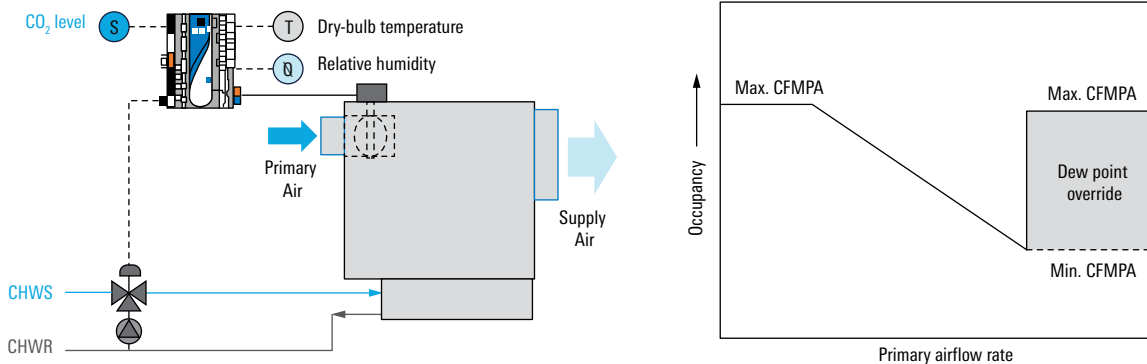 CO₂ level
S
T
Dry-bulb temperature
Relative humidity
Primary
Air
Supply
Air
CHWS
CHWR
Occupancy
Max. CFMPA
Max. CFMPA
Dew point
override
Min. CFMPA
Primary airflow rate